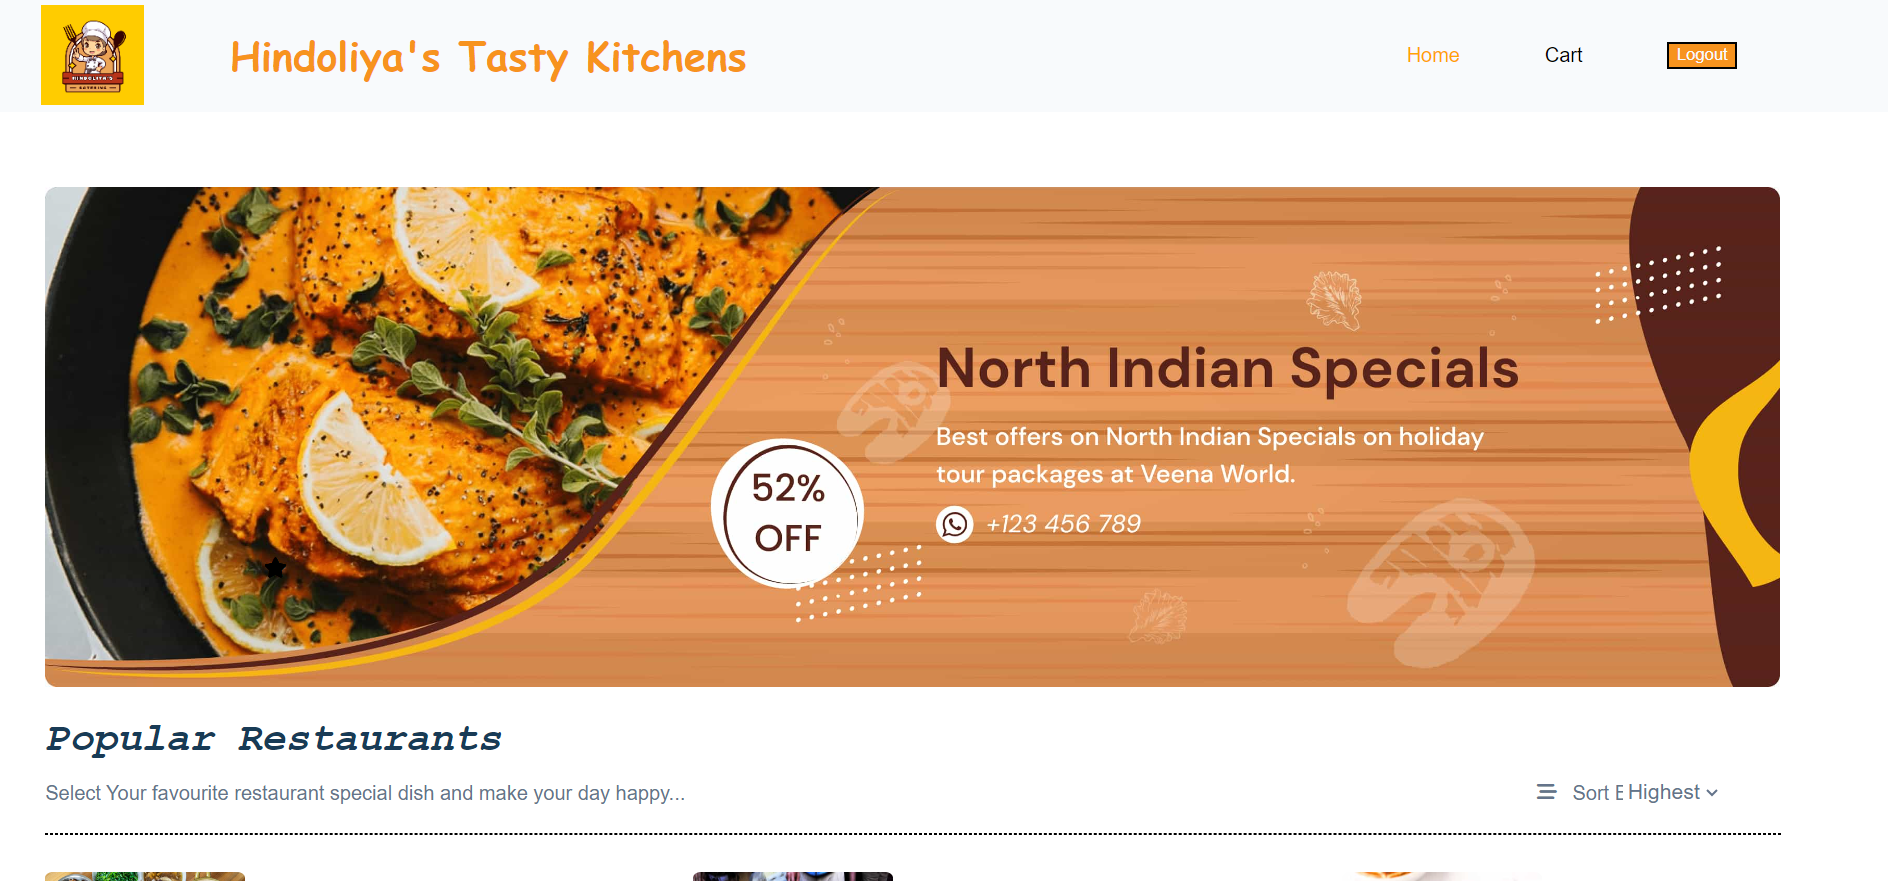 HINDOLIYA'S
CATERING
Hindoliya's Tasty Kitchens
Home
Cart
Logout
North Indian Specials
Best offers on North Indian Specials on holiday
tour packages at Veena World.
+123 456 789
52%
OFF
Popular Restaurants
Select Your favourite restaurant special dish and make your day happy...
Sort
Highest